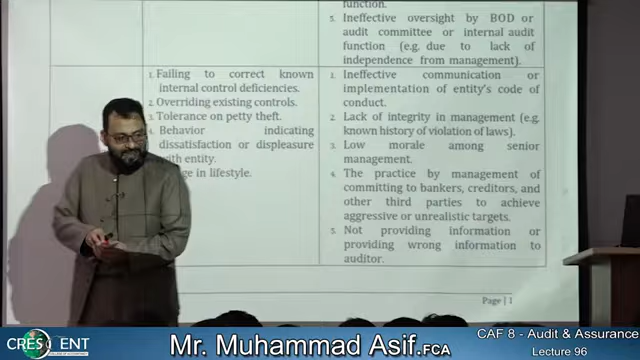 function.
5. Ineffective oversight by BOD or
audit committee or internal audit
function (e.g. due to lack of
independence from management).
1. Failing to correct known
internal control deficiencies.
2. Overriding existing controls.
3. Tolerance on petty theft.
4. Behavior indicating
dissatisfaction or displeasure
with entity.
in lifestyle.
1. Ineffective communication or
implementation of entity's code of
conduct.
2. Lack of integrity in management (e.g.
known history of violation of laws).
3. Low morale among senior
management.
4. The practice by management of
committing to bankers, creditors, and
other third parties to achieve
aggressive or unrealistic targets.
5. Not providing information or
providing wrong information to
auditor.
Page | 1
CRESCENT
Mr. Muhammad Asif.FCA
CAF 8 - Audit & Assurance
Lecture 96